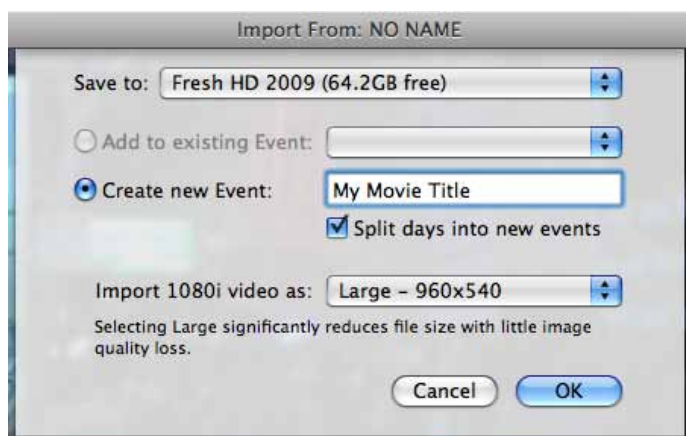 Import From: NO NAME
Save to: Fresh HD 2009 (64.2GB free)
Add to existing Event:
Create new Event: My Movie Title
Split days into new events
Import 1080i video as: Large – 960x540
Selecting Large significantly reduces file size with little image
quality loss.
Cancel OK